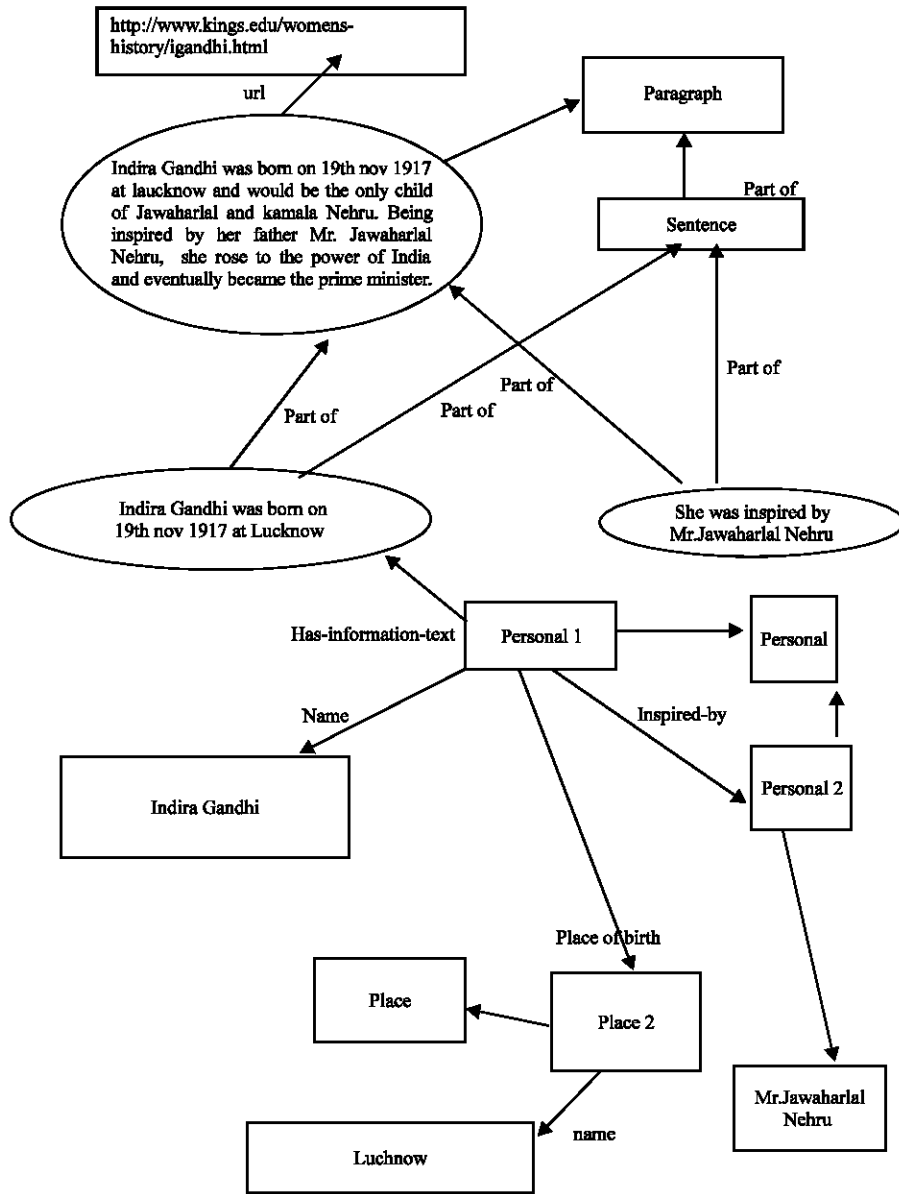 http://www.kings.edu/womens-
history/igandhi.html
url
Paragraph
Indira Gandhi was born on 19th nov 1917
at laucknow and would be the only child
of Jawaharlal and kamala Nehru. Being
inspired by her father Mr. Jawaharlal
Nehru, she rose to the power of India
and eventually became the prime minister.
Part of
Sentence
Part of
Part of
Part of
Part of
Indira Gandhi was born on
19th nov 1917 at Lucknow
She was inspired by
Mr.Jawaharlal Nehru
Has-information-text
Personal 1
Personal
Name
Inspired-by
Indira Gandhi
Personal 2
Place of birth
Place
Place 2
Mr.Jawaharlal
Nehru
name
Luchnow